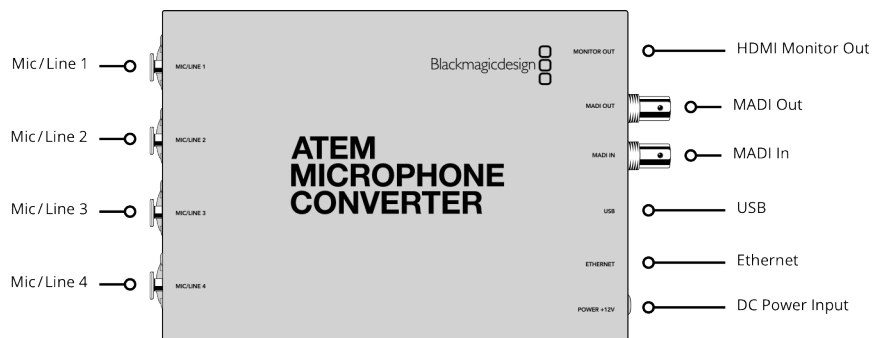 Mic/Line 1
Mic/Line 2
Mic/Line 3
Mic/Line 4
MIC/LINE 1
MIC/LINE 2
MIC/LINE 3
MIC/LINE 4
Blackmagicdesign
ATEM
MICROPHONE
CONVERTER
MONITOR OUT
MADI OUT
MADI IN
USB
ETHERNET
POWER +12V
HDMI Monitor Out
MADI Out
MADI In
USB
Ethernet
DC Power Input